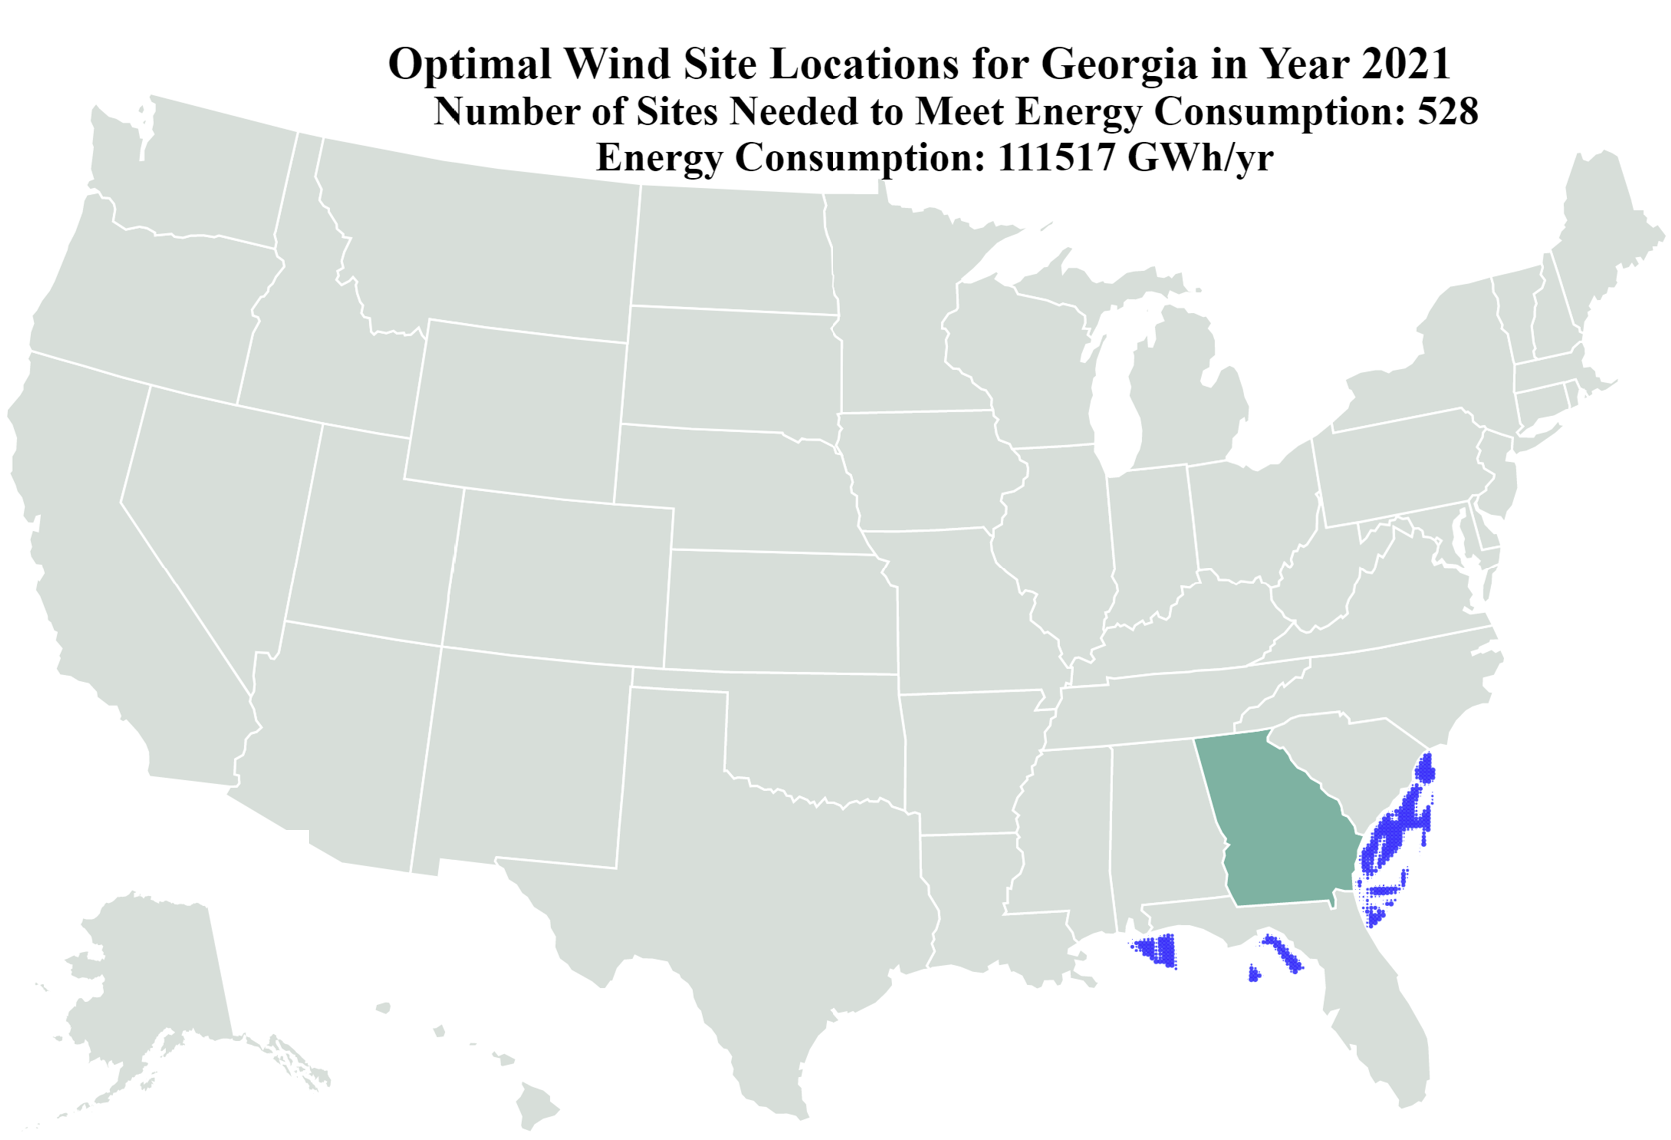 Optimal Wind Site Locations for Georgia in Year 2021
Number of Sites Needed to Meet Energy Consumption: 528
Energy Consumption: 111517 GWh/yr